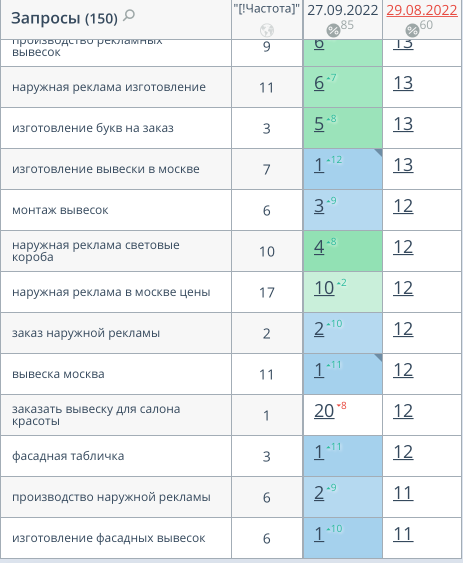 Запросы (150) "[!Частота]" 27.09.2022 29.08.2022
85 60
производство рекламных вывесок 9 6 13
наружная реклама изготовление 11 6 7 13
изготовление букв на заказ 3 5 8 13
изготовление вывески в москве 7 1 12 13
монтаж вывесок 6 3 9 12
наружная реклама световые
короба 10 4 8 12
наружная реклама в москве цены 17 10 2 12
заказ наружной рекламы 2 2 10 12
вывеска москва 11 1 11 12
заказать вывеску для салона
красоты 1 20 8 12
фасадная табличка 3 1 11 12
производство наружной рекламы 6 2 9 11
изготовление фасадных вывесок 6 1 10 11